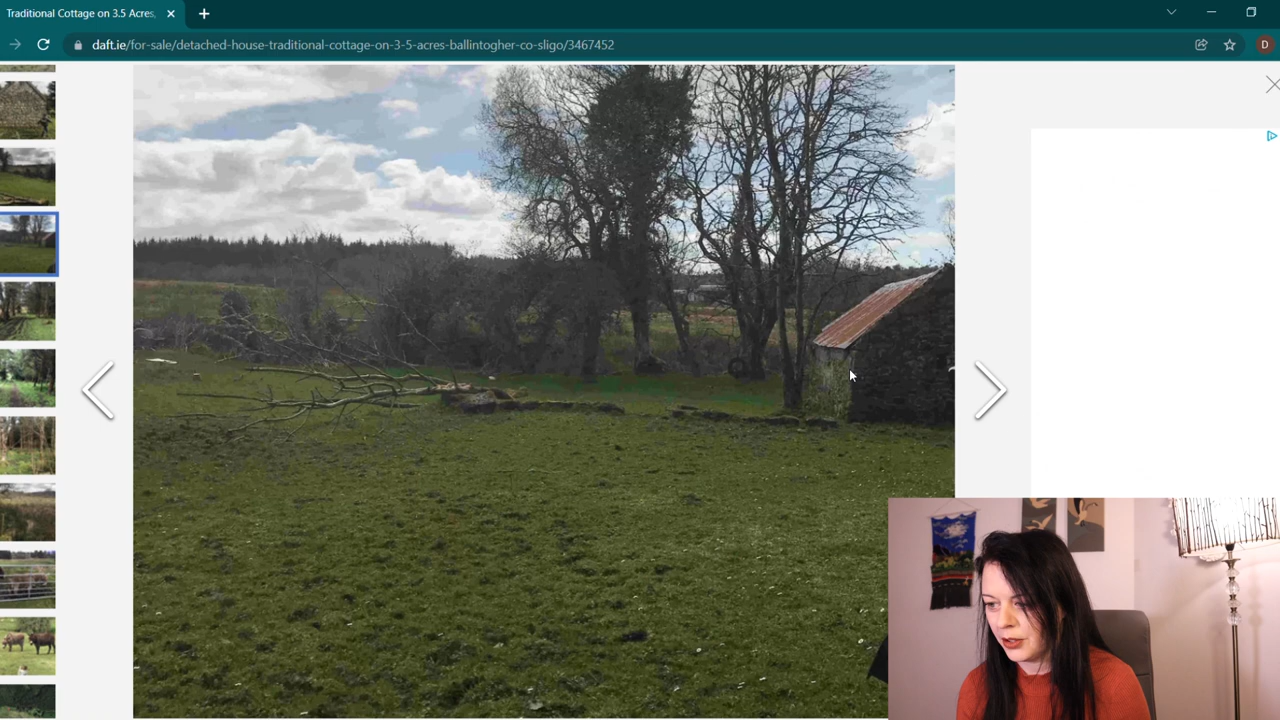 Traditional Cottage on 3.5 Acres,
daft.ie/for-sale/detached-house-traditional-cottage-on-3-5-acres-ballintogher-co-sligo/3467452
D